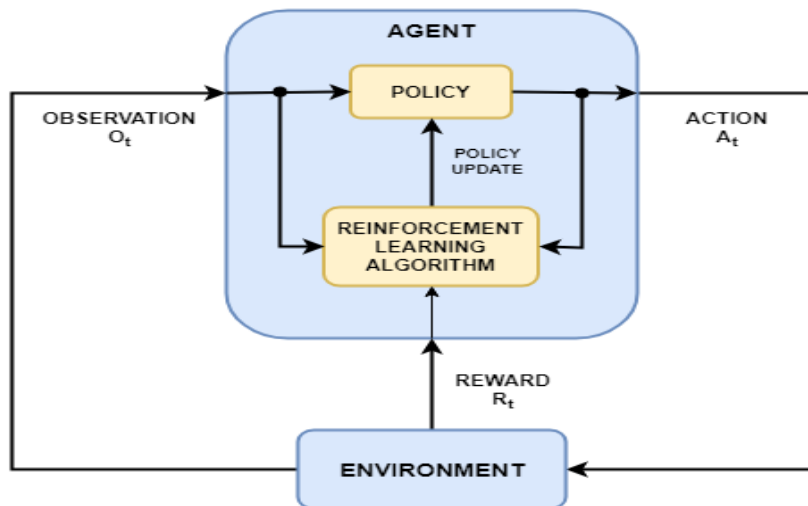 AGENT
POLICY
OBSERVATION
Oₜ
ACTION
Aₜ
POLICY
UPDATE
REINFORCEMENT
LEARNING
ALGORITHM
REWARD
Rₜ
ENVIRONMENT